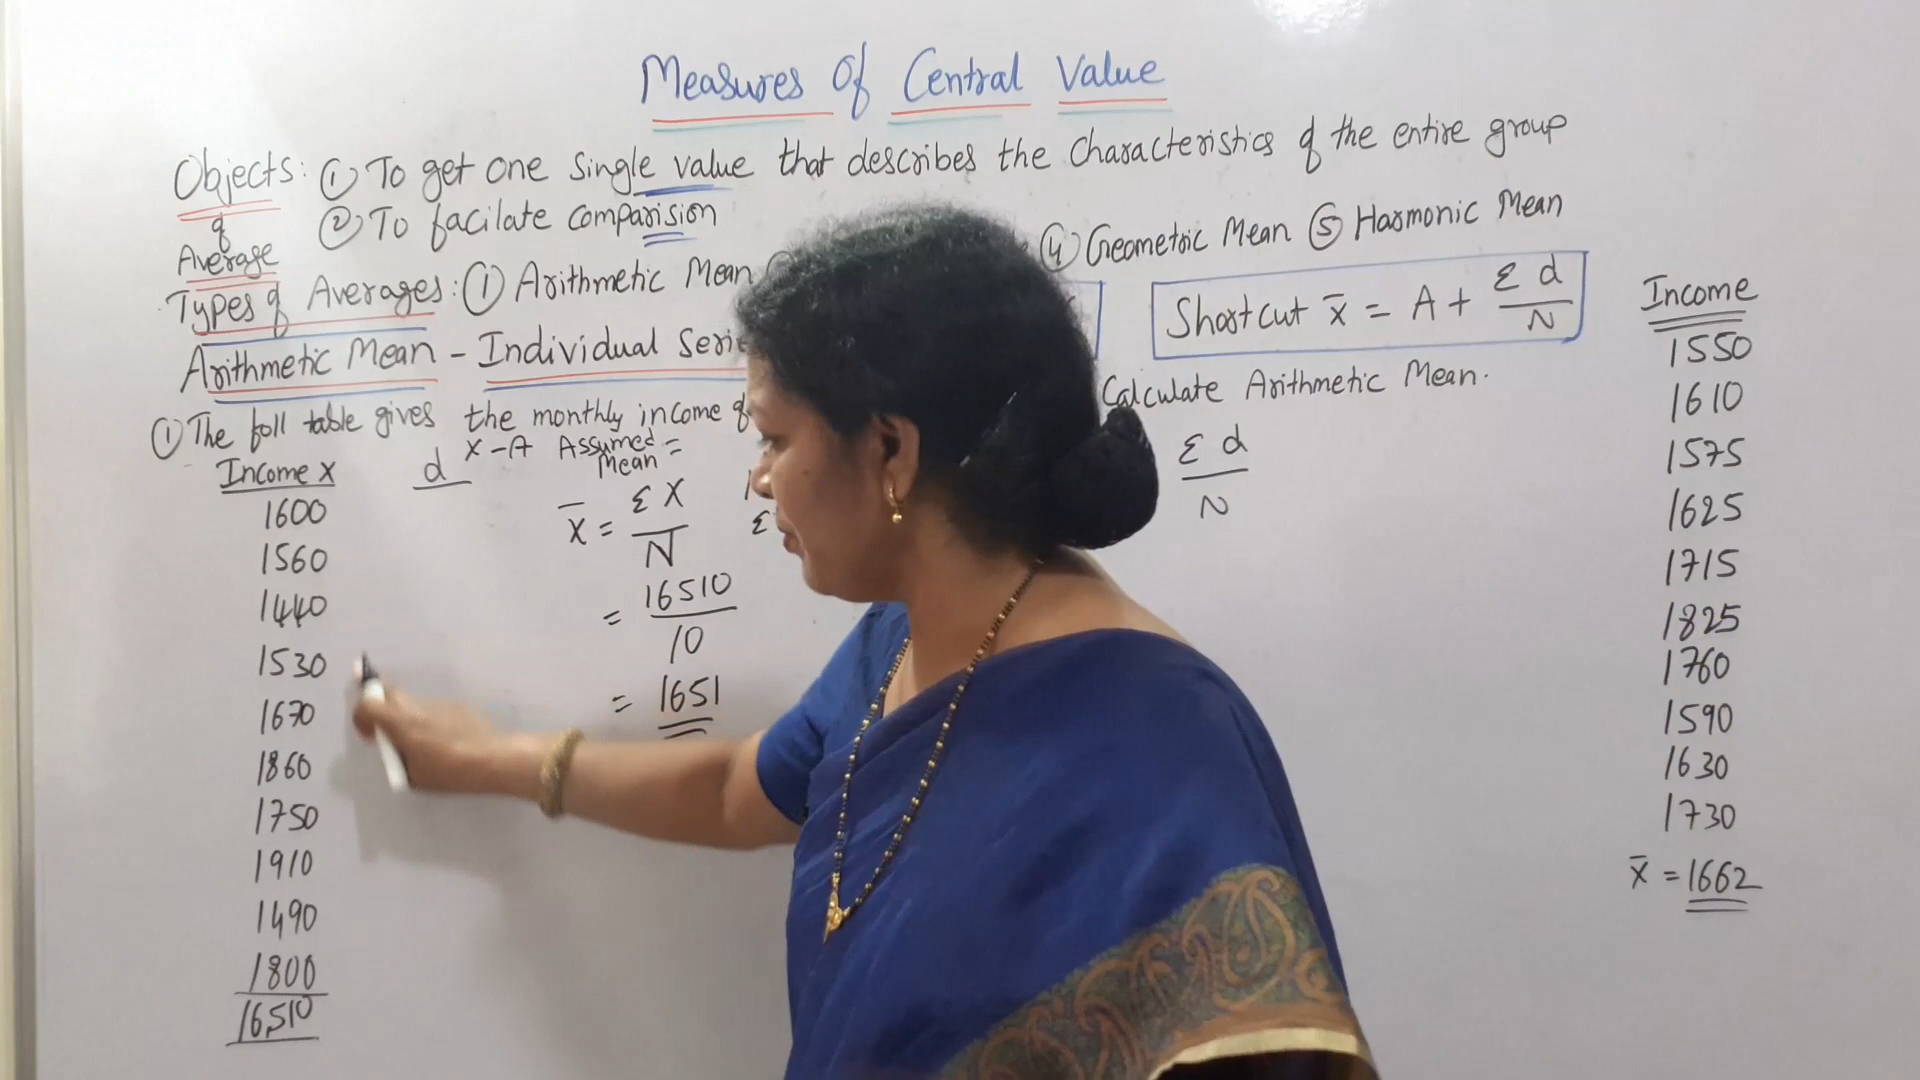 Measures Of Central Value
Objects: ① To get one single value that describes the characteristics of the entire group
of
Average
② To facilate comparision
Types of Averages: ① Arithmetic Mean ④ Geometric Mean ⑤ Harmonic Mean
Arithmetic Mean - Individual
Shortcut x̄ = A + Σd/N
① The foll table gives the monthly income of Calculate Arithmetic Mean.
Income X
d
X-A
Assumed =
Mean
1600
1560
1440
1530
1670
1860
1750
1910
1490
1800
16,510
X̄ = ΣX/N
= 16510/10
= 1651
Σd/N
Income
1550
1610
1575
1625
1715
1825
1760
1590
1630
1730
x̄ = 1662